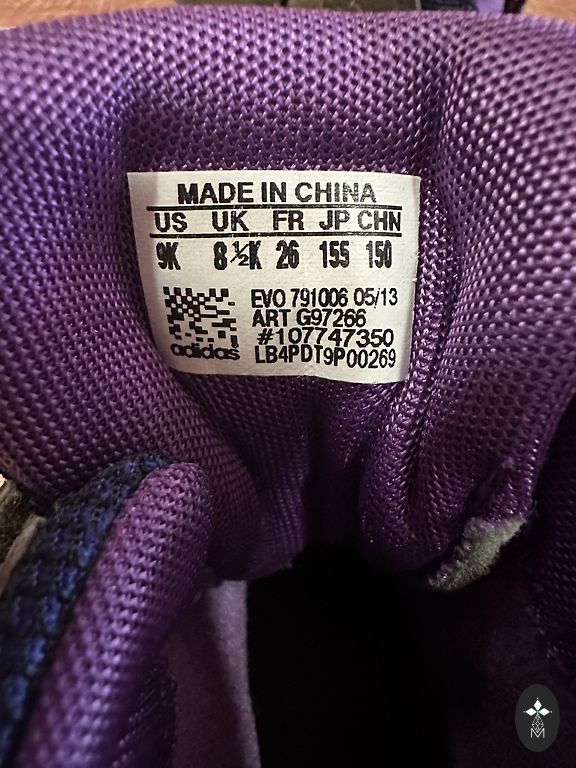 MADE IN CHINA
US UK FR JP CHN
9K 8½K 26 155 150
EVO 791006 05/13
ART G97266
#107747350
adidas LB4PDT9P00269